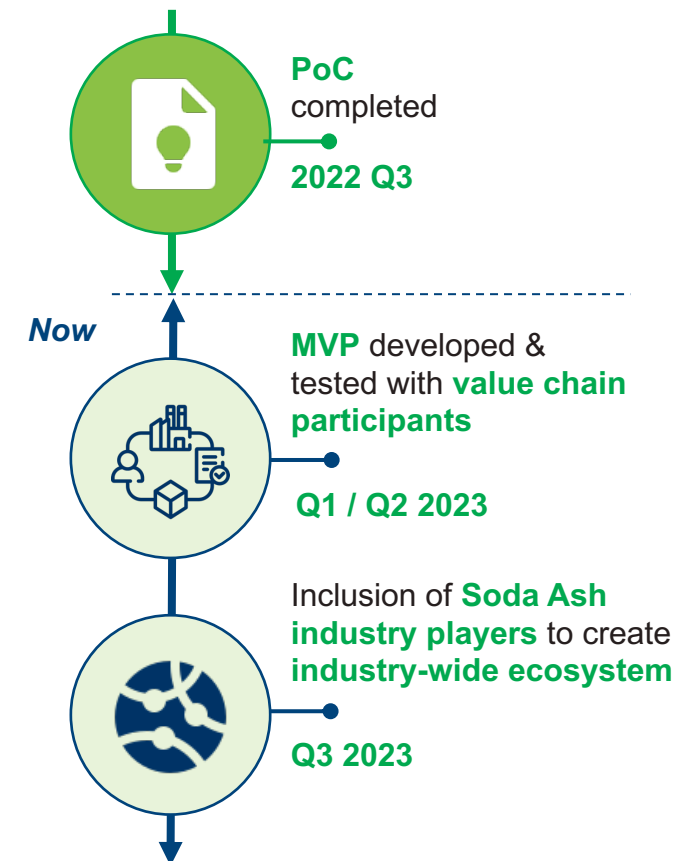 PoC
completed
2022 Q3
Now
MVP developed &
tested with value chain
participants
Q1 / Q2 2023
Inclusion of Soda Ash
industry players to create
industry-wide ecosystem
Q3 2023